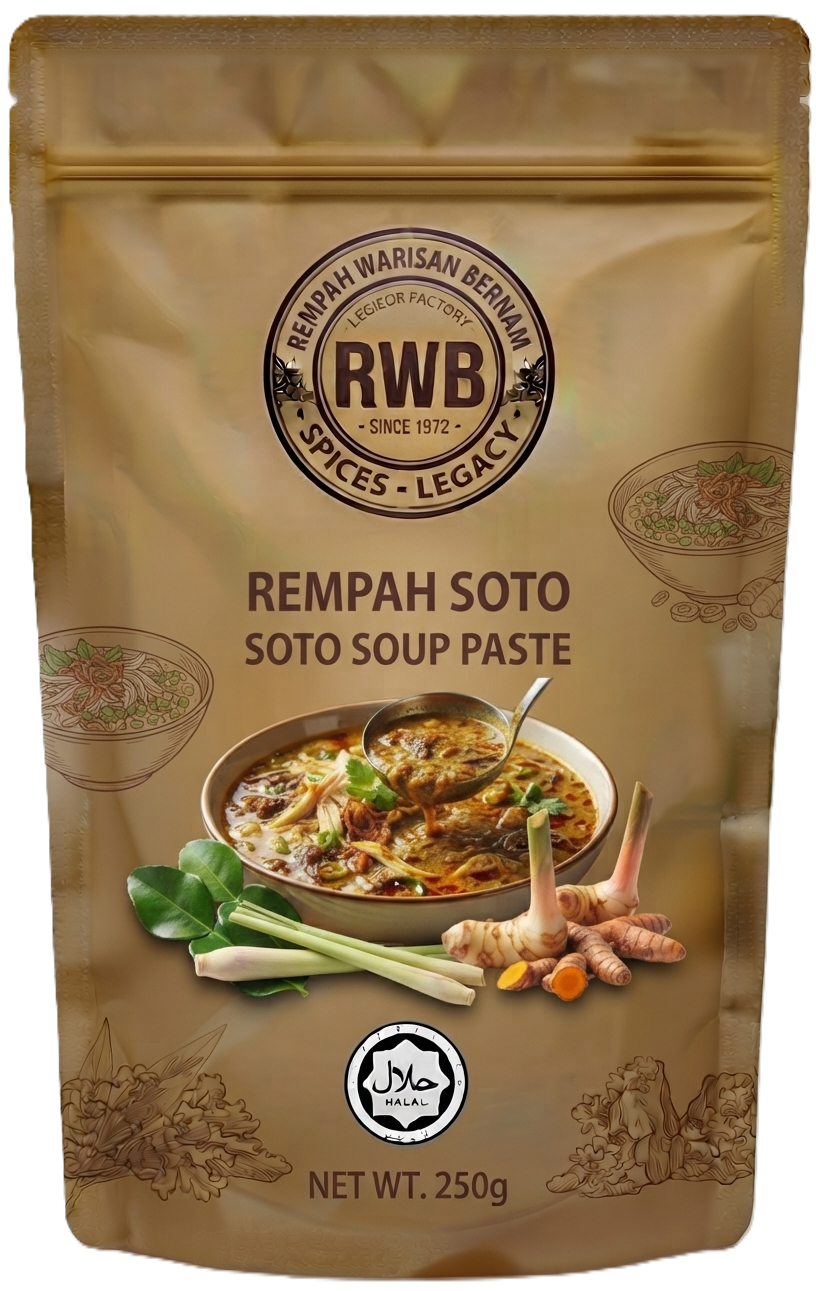 REMPAH WARISAN BERNAM
LEGIEOR FACTORY
RWB
- SINCE 1972 -
SPICES - LEGACY
REMPAH SOTO
SOTO SOUP PASTE
حلال
HALAL
NET WT. 250g